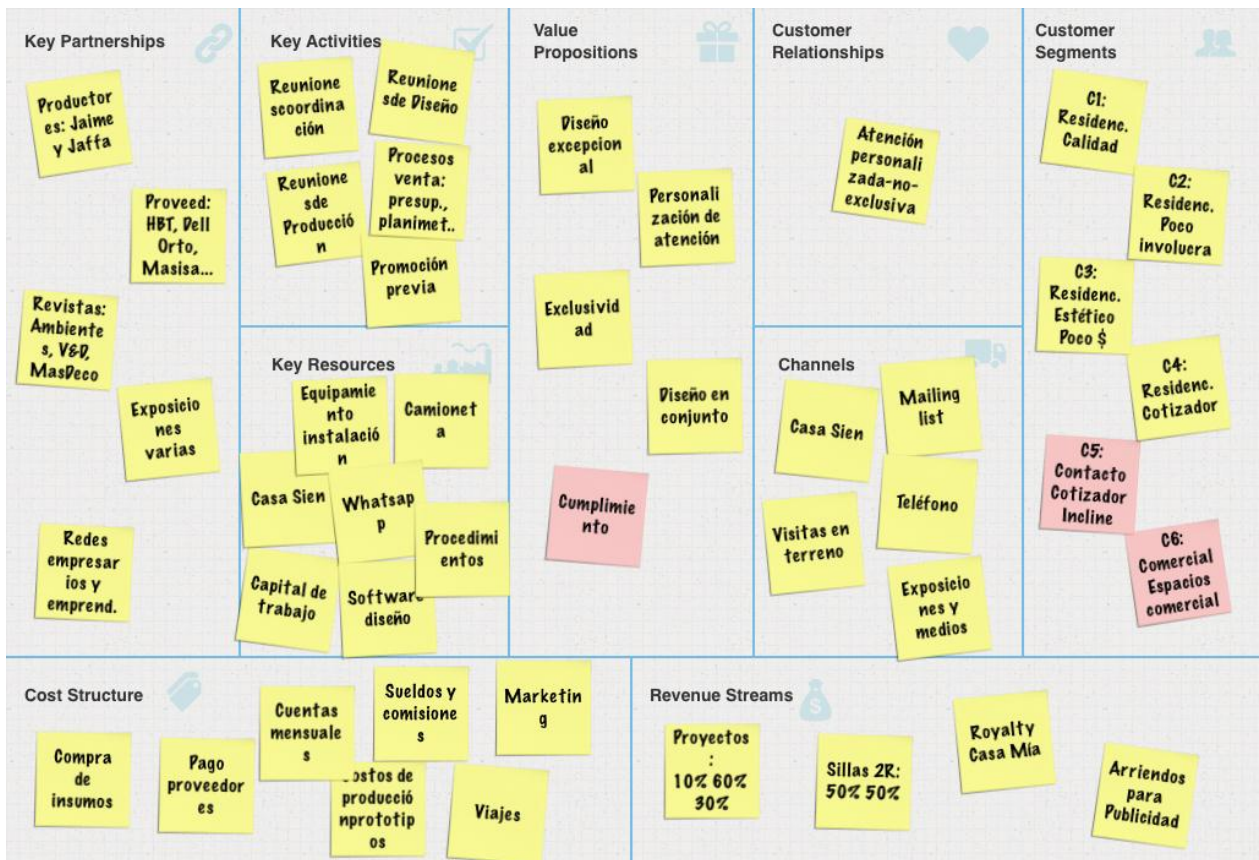 Key Partnerships
Productor
es: Jaime
y Jaffa
Proveed:
HBT, Dell
Orto,
Masisa...
Revistas:
Ambiente
s, V&D,
MasDeco
Exposicio
nes
varias
Redes
empresar
ios y
emprend.
Key Activities
Reunione
scoordina
ción
Reunione
sde Diseño
Reunione
sde
Producció
n
Procesos
venta:
presup.,
planimet..
Promoción
previa
Key Resources
Equipamie
nto
instalació
n
Camionet
a
Casa Sien
Whatsap
p
Procedimi
entos
Capital de
trabajo
Software
diseño
Value
Propositions
Diseño
excepcion
al
Personali
zación de
atención
Exclusivid
ad
Diseño en
conjunto
Cumplimie
nto
Customer
Relationships
Atención
personali
zada-no-
exclusiva
Channels
Casa Sien
Mailing
list
Teléfono
Visitas en
terreno
Exposicio
nes y
medios
Customer
Segments
C1:
Residenc.
Calidad
C2:
Residenc.
Poco
involucra
C3:
Residenc.
Estético
Poco $
C4:
Residenc.
Cotizador
C5:
Contacto
Cotizador
Incline
C6:
Comercial
Espacios
comercial
Cost Structure
Compra
de
insumos
Pago
proveedor
es
Cuentas
mensuale
s
Sueldos y
comisione
s
Marketin
g
ostos de
producció
nprototip
os
Viajes
Revenue Streams
Proyectos
:
10% 60%
30%
Sillas 2R:
50% 50%
Royalty
Casa Mía
Arriendos
para
Publicidad